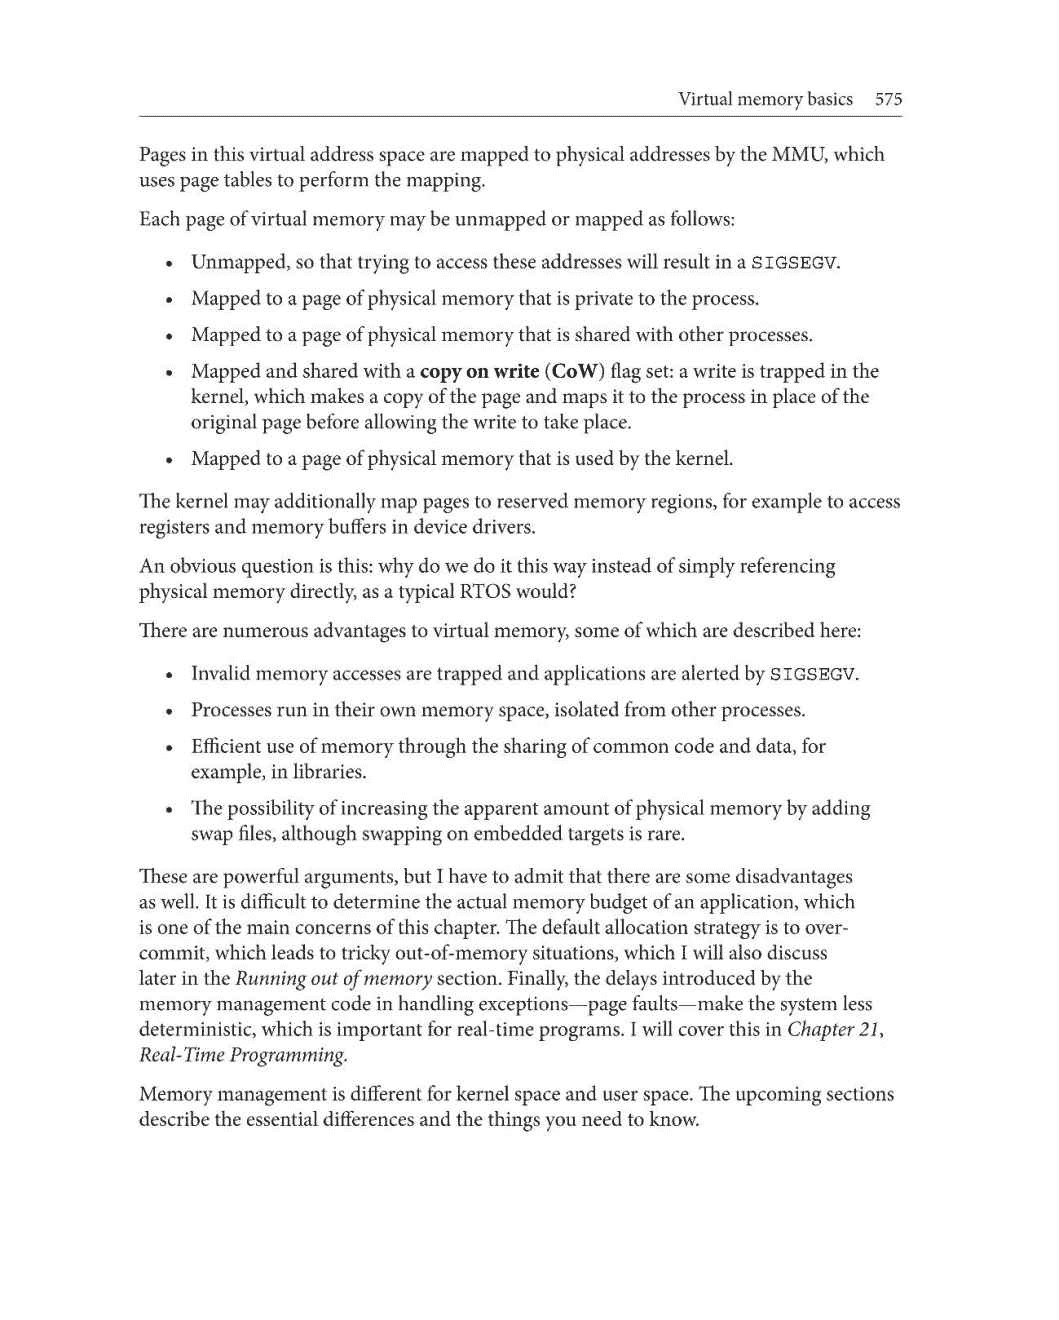 Virtual memory basics 575
Pages in this virtual address space are mapped to physical addresses by the MMU, which
uses page tables to perform the mapping.
Each page of virtual memory may be unmapped or mapped as follows:
• Unmapped, so that trying to access these addresses will result in a SIGSEGV.
• Mapped to a page of physical memory that is private to the process.
• Mapped to a page of physical memory that is shared with other processes.
• Mapped and shared with a copy on write (CoW) flag set: a write is trapped in the
kernel, which makes a copy of the page and maps it to the process in place of the
original page before allowing the write to take place.
• Mapped to a page of physical memory that is used by the kernel.
The kernel may additionally map pages to reserved memory regions, for example to access
registers and memory buffers in device drivers.
An obvious question is this: why do we do it this way instead of simply referencing
physical memory directly, as a typical RTOS would?
There are numerous advantages to virtual memory, some of which are described here:
• Invalid memory accesses are trapped and applications are alerted by SIGSEGV.
• Processes run in their own memory space, isolated from other processes.
• Efficient use of memory through the sharing of common code and data, for
example, in libraries.
• The possibility of increasing the apparent amount of physical memory by adding
swap files, although swapping on embedded targets is rare.
These are powerful arguments, but I have to admit that there are some disadvantages
as well. It is difficult to determine the actual memory budget of an application, which
is one of the main concerns of this chapter. The default allocation strategy is to over-
commit, which leads to tricky out-of-memory situations, which I will also discuss
later in the Running out of memory section. Finally, the delays introduced by the
memory management code in handling exceptions—page faults—make the system less
deterministic, which is important for real-time programs. I will cover this in Chapter 21,
Real-Time Programming.
Memory management is different for kernel space and user space. The upcoming sections
describe the essential differences and the things you need to know.